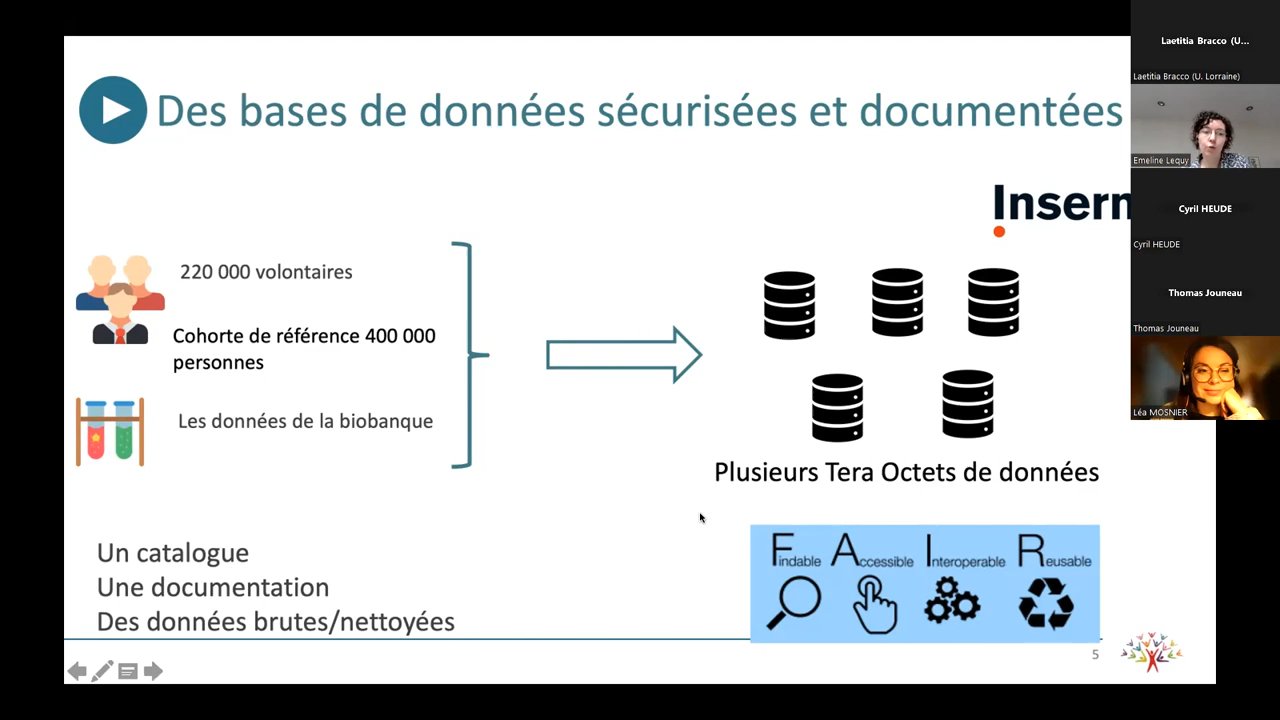 Des bases de données sécurisées et documentées
Inserm
220 000 volontaires
Cohorte de référence 400 000
personnes
Les données de la biobanque
Plusieurs Tera Octets de données
Un catalogue
Une documentation
Des données brutes/nettoyées
Findable Accessible Interoperable Reusable
5
Laetitia Bracco (U...
Laetitia Bracco (U. Lorraine)
Emeline Lequy
Cyril HEUDE
Cyril HEUDE
Thomas Jouneau
Thomas Jouneau
Léa MOSNIER